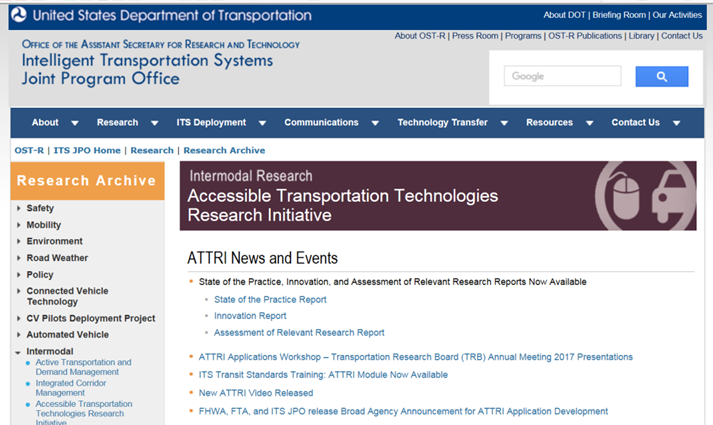 United States Department of Transportation
About DOT | Briefing Room | Our Activities
OFFICE OF THE ASSISTANT SECRETARY FOR RESEARCH AND TECHNOLOGY
Intelligent Transportation Systems
Joint Program Office
About OST-R | Press Room | Programs | OST-R Publications | Library | Contact Us
Google
About Research ITS Deployment Communications Technology Transfer Resources Contact Us
OST-R | ITS JPO Home | Research | Research Archive
Research Archive
Safety
Mobility
Environment
Road Weather
Policy
Connected Vehicle
Technology
CV Pilots Deployment Project
Automated Vehicle
Intermodal
Active Transportation and
Demand Management
Integrated Corridor
Management
Accessible Transportation
Technologies Research
Initiative
Intermodal Research
Accessible Transportation Technologies
Research Initiative
ATTRI News and Events
State of the Practice, Innovation, and Assessment of Relevant Research Reports Now Available
State of the Practice Report
Innovation Report
Assessment of Relevant Research Report
ATTRI Applications Workshop – Transportation Research Board (TRB) Annual Meeting 2017 Presentations
ITS Transit Standards Training: ATTRI Module Now Available
New ATTRI Video Released
FHWA, FTA, and ITS JPO release Broad Agency Announcement for ATTRI Application Development